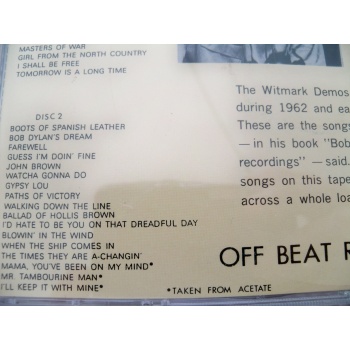 MASTERS OF WAR
GIRL FROM THE NORTH COUNTRY
I SHALL BE FREE
TOMORROW IS A LONG TIME
DISC 2
BOOTS OF SPANISH LEATHER
BOB DYLAN'S DREAM
FAREWELL
GUESS I'M DOIN' FINE
JOHN BROWN
WATCHA GONNA DO
GYPSY LOU
PATHS OF VICTORY
WALKING DOWN THE LINE
BALLAD OF HOLLIS BROWN
I'D HATE TO BE YOU ON THAT DREADFUL DAY
BLOWIN' IN THE WIND
WHEN THE SHIP COMES IN
THE TIMES THEY ARE A-CHANGIN'
MAMA, YOU'VE BEEN ON MY MIND*
MR. TAMBOURINE MAN*
I'LL KEEP IT WITH MINE*
The Witmark Demos
during 1962 and ea
These are the songs
—in his book "Bob
recordings" —said.
songs on this tape
across a whole loa
OFF BEAT R
*TAKEN FROM ACETATE